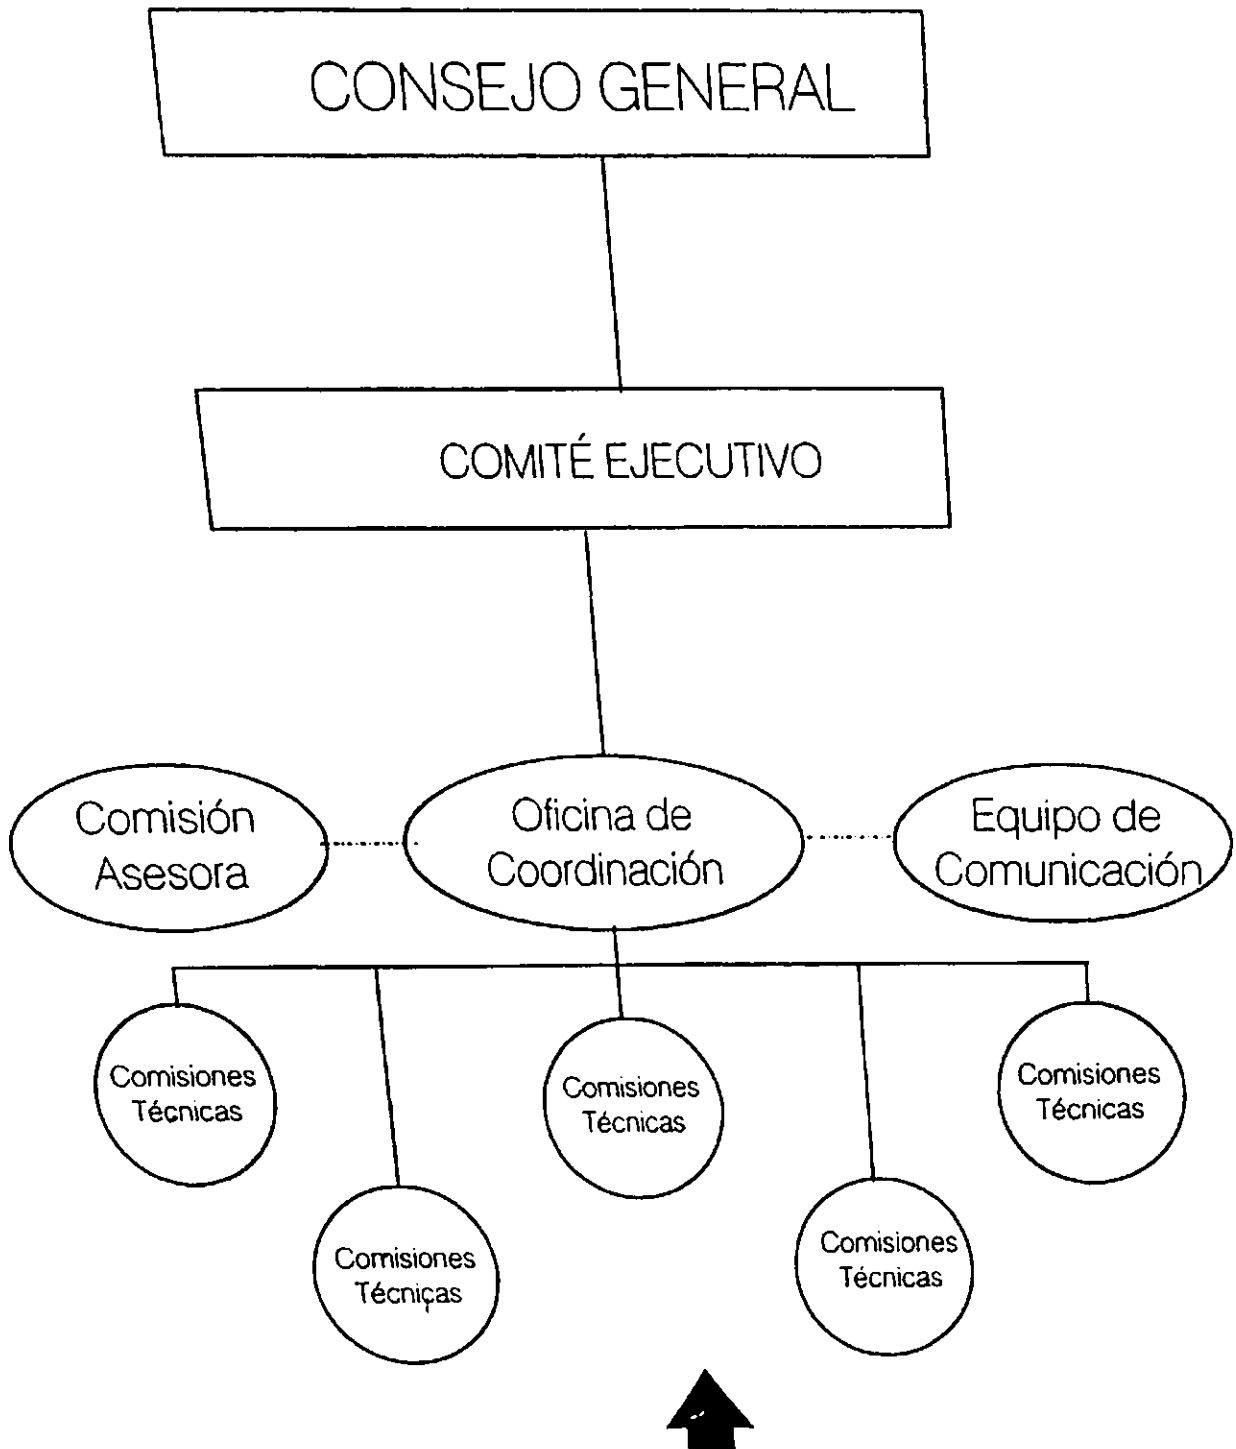 CONSEJO GENERAL
COMITÉ EJECUTIVO
Comisión
Asesora
Oficina de
Coordinación
Equipo de
Comunicación
Comisiones
Técnicas
Comisiones
Técnicas
Comisiones
Técnicas
Comisiones
Técnicas
Comisiones
Técnicas